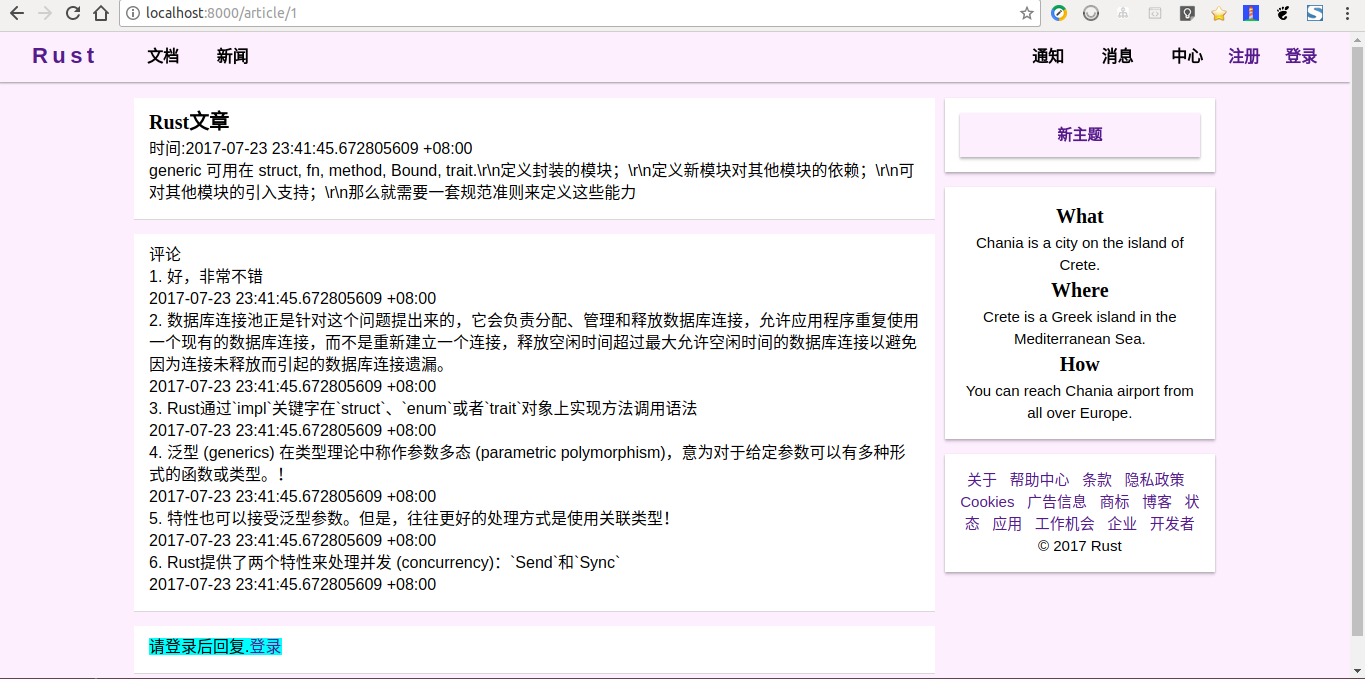 localhost:8000/article/1
Rust 文档 新闻 通知 消息 中心 注册 登录
Rust文章
时间:2017-07-23 23:41:45.672805609 +08:00
generic 可用在 struct, fn, method, Bound, trait.\r\n定义封装的模块；\r\n定义新模块对其他模块的依赖；\r\n可
对其他模块的引入支持；\r\n那么就需要一套规范准则来定义这些能力
评论
1. 好，非常不错
2017-07-23 23:41:45.672805609 +08:00
2. 数据库连接池正是针对这个问题提出来的，它会负责分配、管理和释放数据库连接，允许应用程序重复使用
一个现有的数据库连接，而不是重新建立一个连接，释放空闲时间超过最大允许空闲时间的数据库连接以避免
因为连接未释放而引起的数据库连接遗漏。
2017-07-23 23:41:45.672805609 +08:00
3. Rust通过`impl`关键字在`struct`、`enum`或者`trait`对象上实现方法调用语法
2017-07-23 23:41:45.672805609 +08:00
4. 泛型 (generics) 在类型理论中称作参数多态 (parametric polymorphism)，意为对于给定参数可以有多种形
式的函数或类型。！
2017-07-23 23:41:45.672805609 +08:00
5. 特性也可以接受泛型参数。但是，往往更好的处理方式是使用关联类型！
2017-07-23 23:41:45.672805609 +08:00
6. Rust提供了两个特性来处理并发 (concurrency)：`Send`和`Sync`
2017-07-23 23:41:45.672805609 +08:00
请登录后回复.登录
新主题
What
Chania is a city on the island of
Crete.
Where
Crete is a Greek island in the
Mediterranean Sea.
How
You can reach Chania airport from
all over Europe.
关于 帮助中心 条款 隐私政策
Cookies 广告信息 商标 博客 状
态 应用 工作机会 企业 开发者
© 2017 Rust